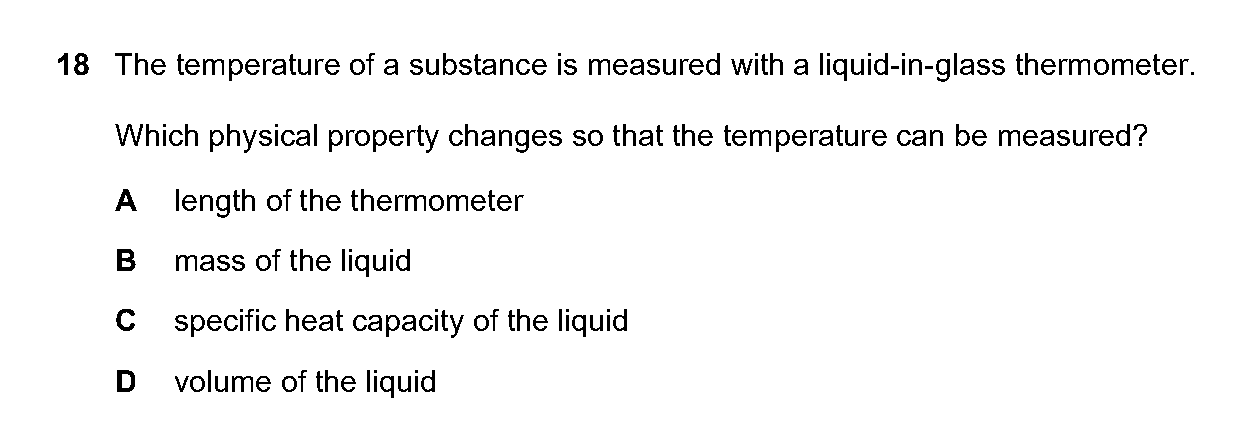 18 The temperature of a substance is measured with a liquid-in-glass thermometer.
Which physical property changes so that the temperature can be measured?
A length of the thermometer
B mass of the liquid
C specific heat capacity of the liquid
D volume of the liquid